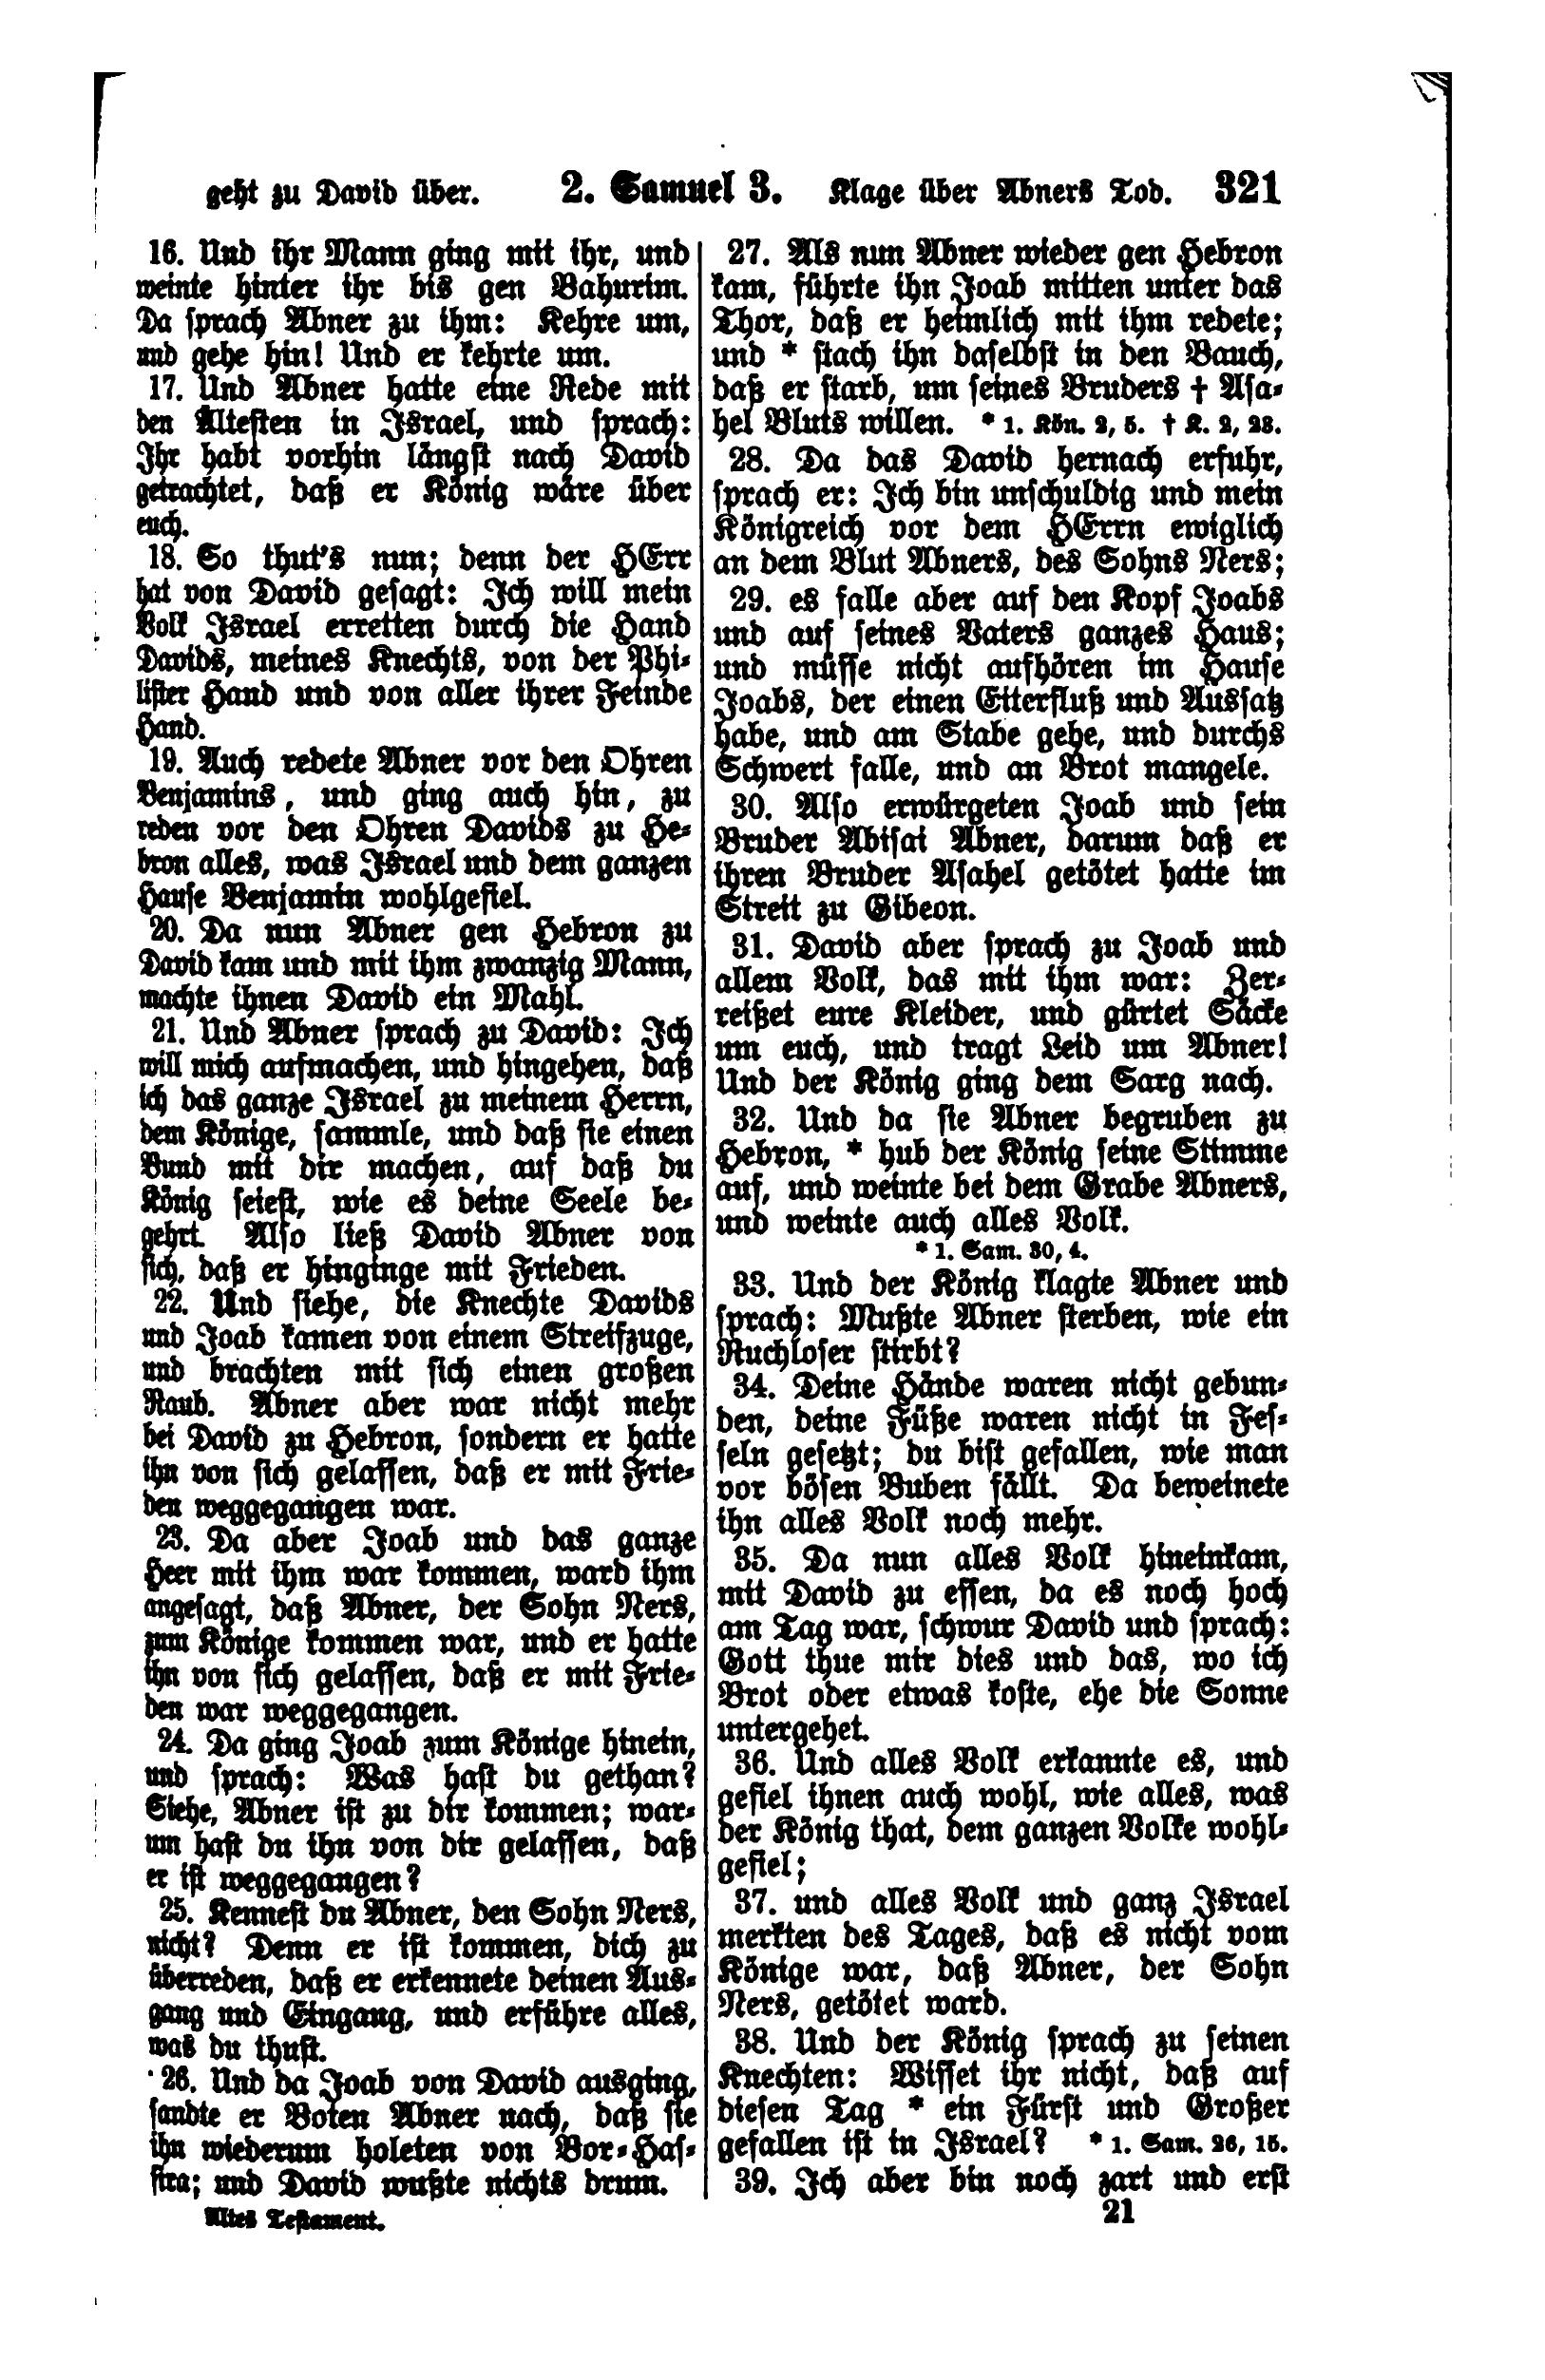 geht zu David über. 2. Samuel 3. Klage über Abners Tod. 321
16. Und ihr Mann ging mit ihr, und
weinte hinter ihr bis gen Bahurim.
Da sprach Abner zu ihm: Kehre um,
und gehe hin! Und er kehrte um.
17. Und Abner hatte eine Rede mit
den Ältesten in Israel, und sprach:
Ihr habt vorhin längst nach David
getrachtet, daß er König wäre über
euch.
18. So thut's nun; denn der HErr
hat von David gesagt: Ich will mein
Volk Israel erretten durch die Hand
Davids, meines Knechts, von der Phi-
lister Hand und von aller ihrer Feinde
Hand.
19. Auch redete Abner vor den Ohren
Benjamins, und ging auch hin, zu
reden vor den Ohren Davids zu He-
bron alles, was Israel und dem ganzen
Hause Benjamin wohlgefiel.
20. Da nun Abner gen Hebron zu
David kam und mit ihm zwanzig Mann,
machte ihnen David ein Mahl.
21. Und Abner sprach zu David: Ich
will mich aufmachen, und hingehen, daß
ich das ganze Israel zu meinem Herrn,
dem Könige, sammle, und daß sie einen
Bund mit dir machen, auf daß du
König seiest, wie es deine Seele be-
gehrt. Also ließ David Abner von
sich, daß er hinginge mit Frieden.
22. Und siehe, die Knechte Davids
und Joab kamen von einem Streifzuge,
und brachten mit sich einen großen
Raub. Abner aber war nicht mehr
bei David zu Hebron, sondern er hatte
ihn von sich gelassen, daß er mit Frie-
den weggegangen war.
23. Da aber Joab und das ganze
Heer mit ihm war kommen, ward ihm
angesagt, daß Abner, der Sohn Ners,
zum Könige kommen war, und er hatte
ihn von sich gelassen, daß er mit Frie-
den war weggegangen.
24. Da ging Joab zum Könige hinein,
und sprach: Was hast du gethan?
Siehe, Abner ist zu dir kommen; war-
um hast du ihn von dir gelassen, daß
er ist weggegangen?
25. Kennest du Abner, den Sohn Ners,
nicht? Denn er ist kommen, dich zu
überreden, daß er erkennete deinen Aus-
gang und Eingang, und erführe alles,
was du thust.
26. Und da Joab von David ausging,
sandte er Boten Abner nach, daß sie
ihn wiederum holeten von Bor-Has-
sira; und David wußte nichts drum.
Altes Testament.
27. Als nun Abner wieder gen Hebron
kam, führte ihn Joab mitten unter das
Thor, daß er heimlich mit ihm redete;
und * stach ihn daselbst in den Bauch,
daß er starb, um seines Bruders † Asa-
hel Bluts willen. * 1. Kön. 2, 5. † K. 2, 23.
28. Da das David hernach erfuhr,
sprach er: Ich bin unschuldig und mein
Königreich vor dem HErrn ewiglich
an dem Blut Abners, des Sohns Ners;
29. es falle aber auf den Kopf Joabs
und auf seines Vaters ganzes Haus;
und müsse nicht aufhören im Hause
Joabs, der einen Eiterfluß und Aussatz
habe, und am Stabe gehe, und durchs
Schwert falle, und an Brot mangele.
30. Also erwürgeten Joab und sein
Bruder Abisai Abner, darum daß er
ihren Bruder Asahel getötet hatte im
Streit zu Gibeon.
31. David aber sprach zu Joab und
allem Volk, das mit ihm war: Zer-
reißet eure Kleider, und gürtet Säcke
um euch, und tragt Leid um Abner!
Und der König ging dem Sarg nach.
32. Und da sie Abner begruben zu
Hebron, * hub der König seine Stimme
auf, und weinte bei dem Grabe Abners,
und weinte auch alles Volk.
* 1. Sam. 30, 4.
33. Und der König klagte Abner und
sprach: Mußte Abner sterben, wie ein
Ruchloser stirbt?
34. Deine Hände waren nicht gebun-
den, deine Füße waren nicht in Fes-
seln gesetzt; du bist gefallen, wie man
vor bösen Buben fällt. Da beweinete
ihn alles Volk noch mehr.
35. Da nun alles Volk hineinkam,
mit David zu essen, da es noch hoch
am Tag war, schwur David und sprach:
Gott thue mir dies und das, wo ich
Brot oder etwas koste, ehe die Sonne
untergehet.
36. Und alles Volk erkannte es, und
gefiel ihnen auch wohl, wie alles, was
der König that, dem ganzen Volke wohl-
gefiel;
37. und alles Volk und ganz Israel
merkten des Tages, daß es nicht vom
Könige war, daß Abner, der Sohn
Ners, getötet ward.
38. Und der König sprach zu seinen
Knechten: Wisset ihr nicht, daß auf
diesen Tag * ein Fürst und Großer
gefallen ist in Israel? * 1. Sam. 26, 15.
39. Ich aber bin noch zart und erst
21